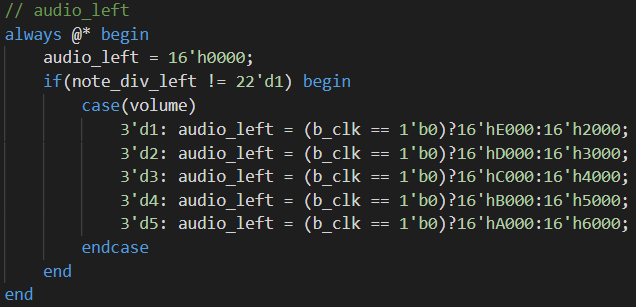 // audio_left
always @* begin
audio_left = 16'h0000;
if(note_div_left != 22'd1) begin
case(volume)
3'd1: audio_left = (b_clk == 1'b0)?16'hE000:16'h2000;
3'd2: audio_left = (b_clk == 1'b0)?16'hD000:16'h3000;
3'd3: audio_left = (b_clk == 1'b0)?16'hC000:16'h4000;
3'd4: audio_left = (b_clk == 1'b0)?16'hB000:16'h5000;
3'd5: audio_left = (b_clk == 1'b0)?16'hA000:16'h6000;
endcase
end
end